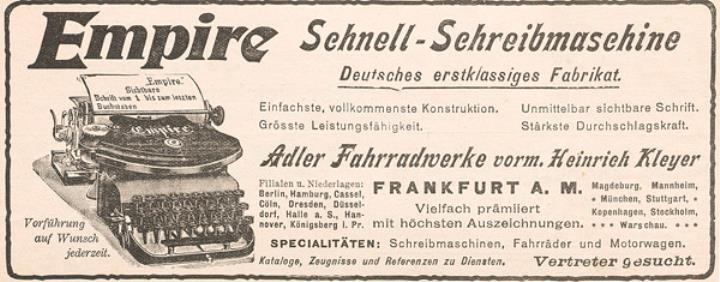 Empire Schnell-Schreibmaschine
Deutsches erstklassiges Fabrikat.
„Empire.“
Sichtbare
Schrift vom 1 bis zum letzten
Buchstaben
Empire
Einfachste, vollkommenste Konstruktion. Unmittelbar sichtbare Schrift.
Grösste Leistungsfähigkeit. Stärkste Durchschlagskraft.
Adler Fahrradwerke vorm. Heinrich Kleyer
Filialen u. Niederlagen:
Berlin, Hamburg, Cassel,
Cöln, Dresden, Düssel-
dorf, Halle a. S., Han-
nover, Königsberg i. Pr.
FRANKFURT A. M.
Vielfach prämiiert
mit höchsten Auszeichnungen.
Magdeburg, Mannheim,
* München, Stuttgart, *
Kopenhagen, Stockholm,
* * * Warschau. * * *
Vorführung
auf Wunsch
jederzeit.
SPECIALITÄTEN: Schreibmaschinen, Fahrräder und Motorwagen.
Kataloge, Zeugnisse und Referenzen zu Diensten. Vertreter gesucht.